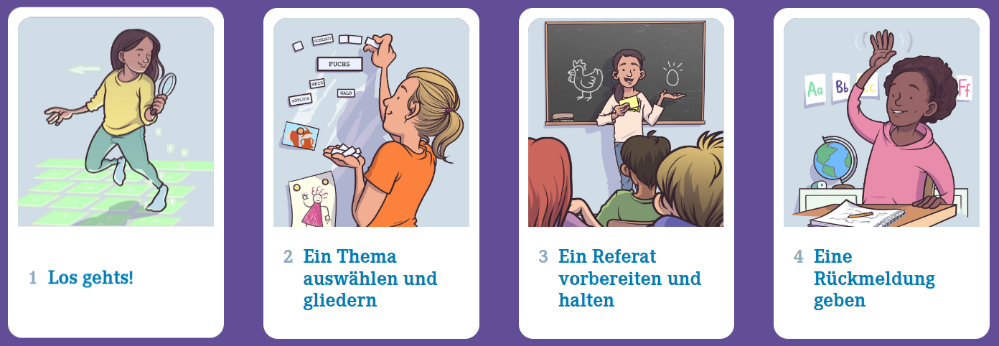 SCHLAU?
FUCHS
WEIß
WALD
RÖTLICH
Aa
Bb
Cc
Ff
1 Los gehts!
2 Ein Thema
auswählen und
gliedern
3 Ein Referat
vorbereiten und
halten
4 Eine
Rückmeldung
geben